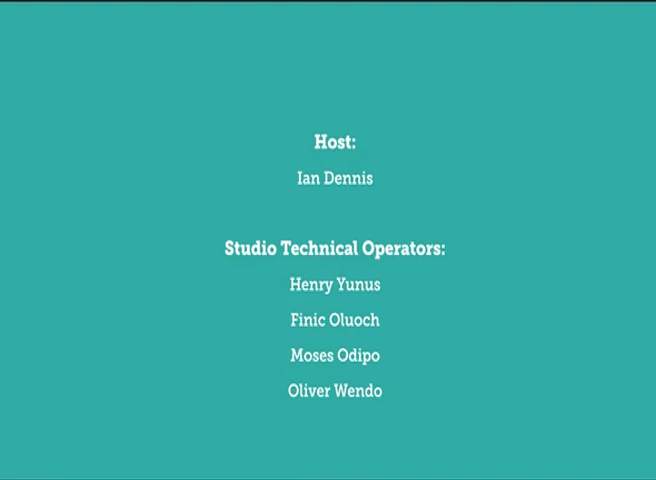 Host:
Ian Dennis
Studio Technical Operators:
Henry Yunus
Finic Oluoch
Moses Odipo
Oliver Wendo